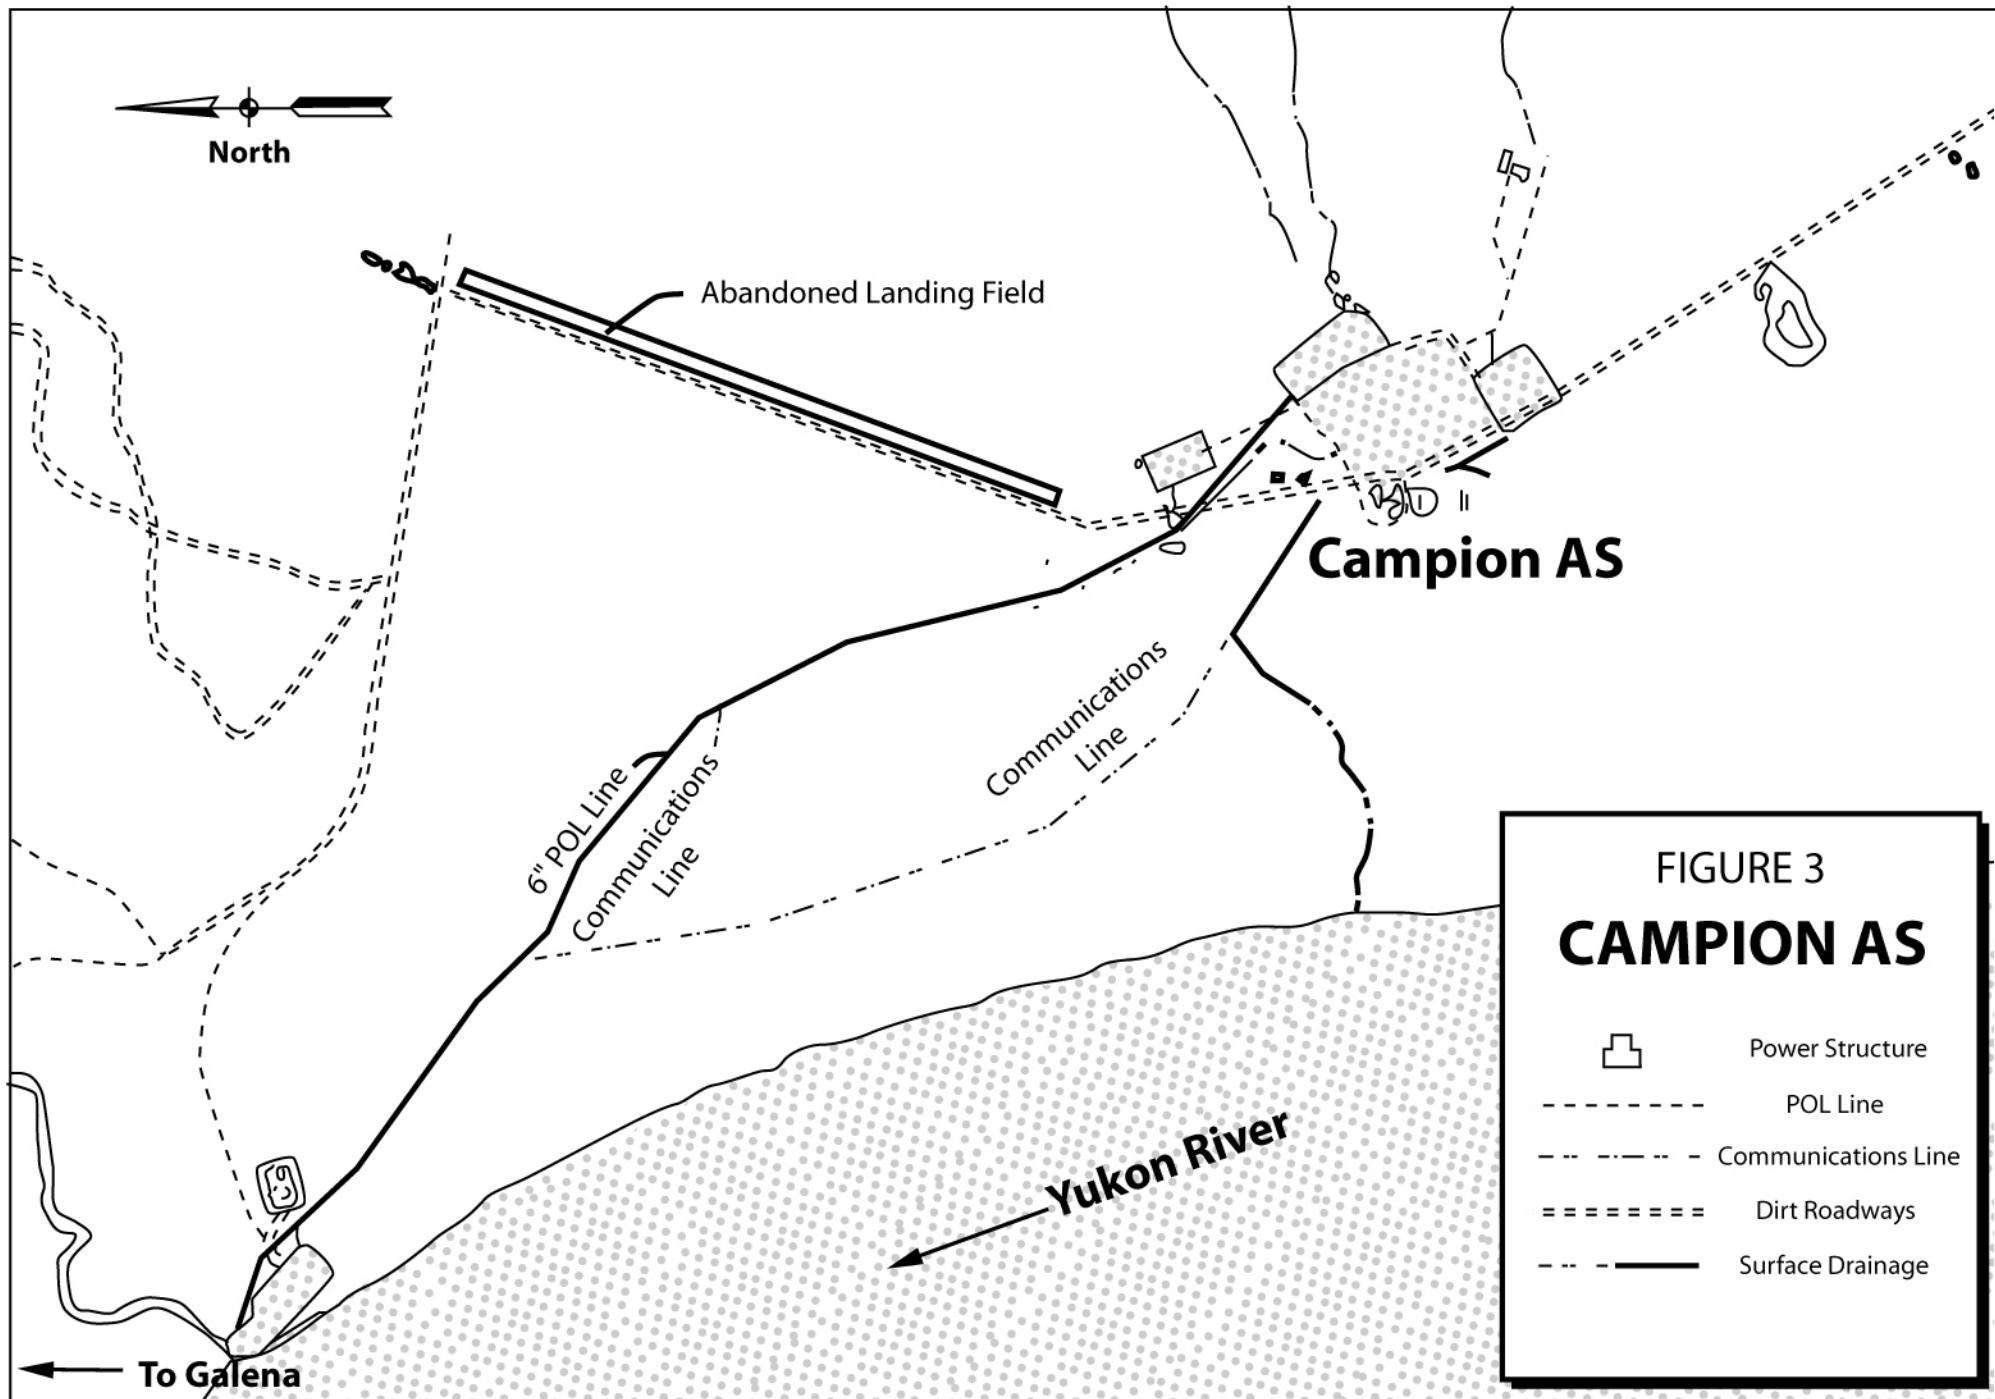 North
Abandoned Landing Field
Campion AS
Communications
Line
6" POL Line
Communications
Line
Yukon River
To Galena
FIGURE 3
CAMPION AS
Power Structure
POL Line
Communications Line
Dirt Roadways
Surface Drainage